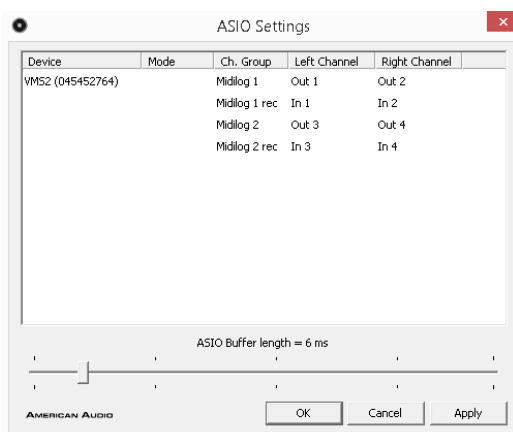 ASIO Settings
Device Mode Ch. Group Left Channel Right Channel
VMS2 (045452764) Midilog 1 Out 1 Out 2
Midilog 1 rec In 1 In 2
Midilog 2 Out 3 Out 4
Midilog 2 rec In 3 In 4
ASIO Buffer length = 6 ms
AMERICAN AUDIO OK Cancel Apply